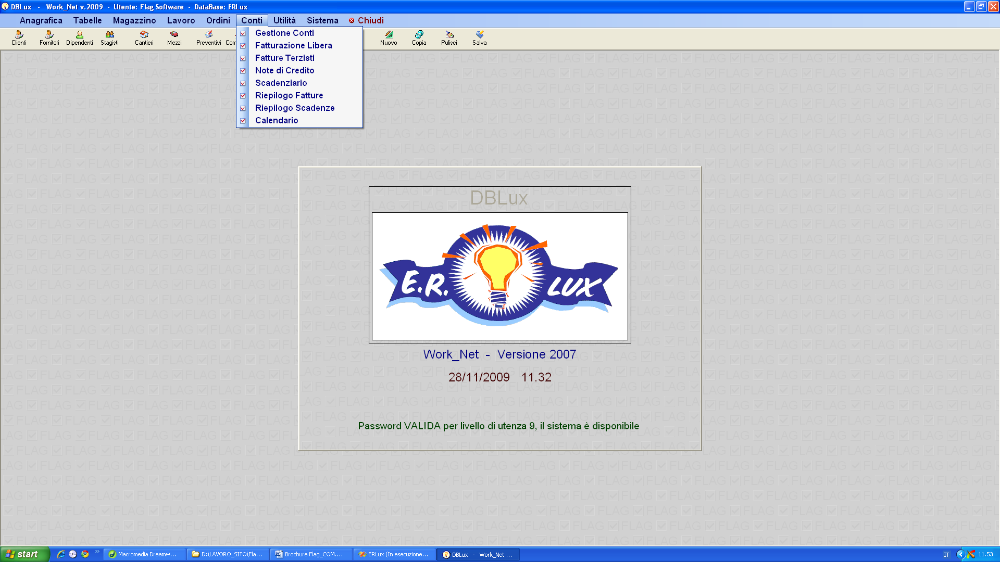 DBLux - Work_Net v.2009 - Utente: Flag Software - DataBase: ERLux
Anagrafica Tabelle Magazzino Lavoro Ordini Conti Utilità Sistema Chiudi
Clienti Fornitori Dipendenti Stagisti Cantieri Mezzi Preventivi Com Nuovo Copia Pulisci Salva
Gestione Conti
Fatturazione Libera
Fatture Terzisti
Note di Credito
Scadenziario
Riepilogo Fatture
Riepilogo Scadenze
Calendario
DBLux
E.R. LUX
Work_Net - Versione 2007
28/11/2009 11.32
Password VALIDA per livello di utenza 9, il sistema è disponibile
start Macromedia Dreamw... D:\LAVORO_SITO\Fla... Brochure Flag_COM.... ERLux (In esecuzione... DBLux - Work_Net ... IT 11.53